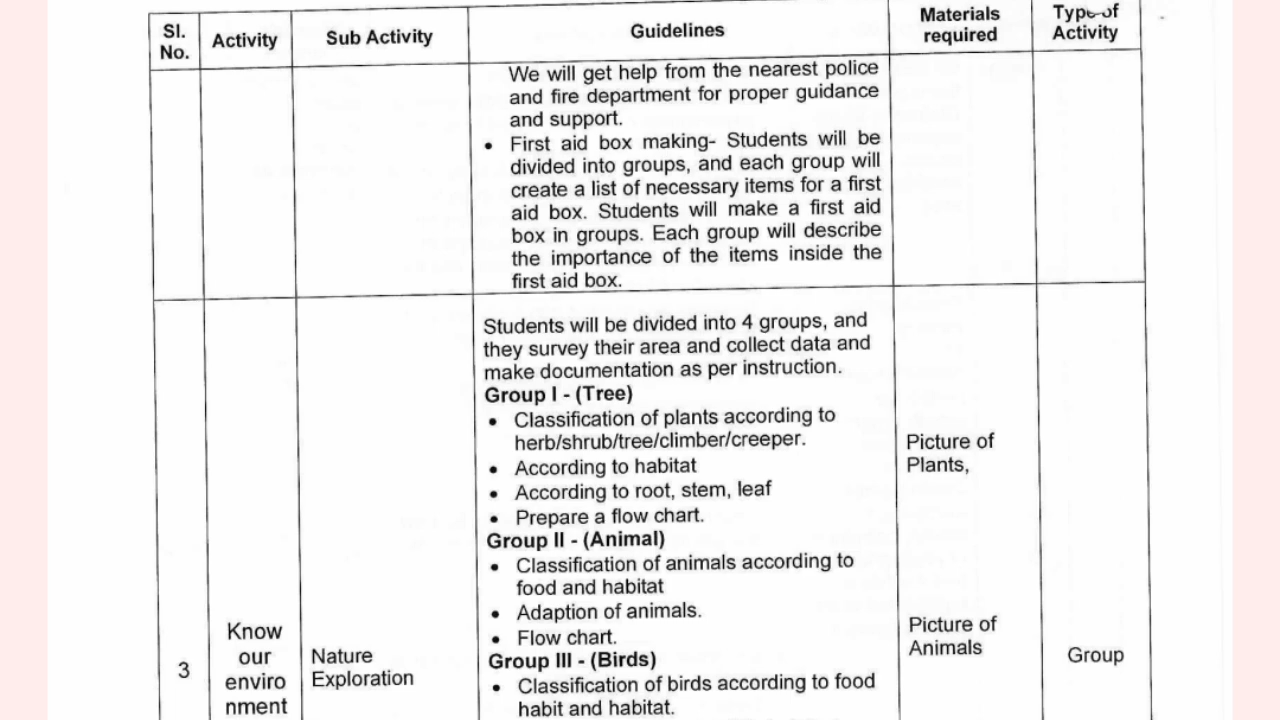 Sl. No.
Activity
Sub Activity
Guidelines
Materials required
Type of Activity
We will get help from the nearest police
and fire department for proper guidance
and support.
• First aid box making- Students will be
divided into groups, and each group will
create a list of necessary items for a first
aid box. Students will make a first aid
box in groups. Each group will describe
the importance of the items inside the
first aid box.
3
Know
our
enviro
nment
Nature
Exploration
Students will be divided into 4 groups, and
they survey their area and collect data and
make documentation as per instruction.
Group I - (Tree)
• Classification of plants according to
herb/shrub/tree/climber/creeper.
• According to habitat
• According to root, stem, leaf
• Prepare a flow chart.
Group II - (Animal)
• Classification of animals according to
food and habitat
• Adaption of animals.
• Flow chart.
Group III - (Birds)
• Classification of birds according to food
habit and habitat.
Picture of
Plants,
Picture of
Animals
Group